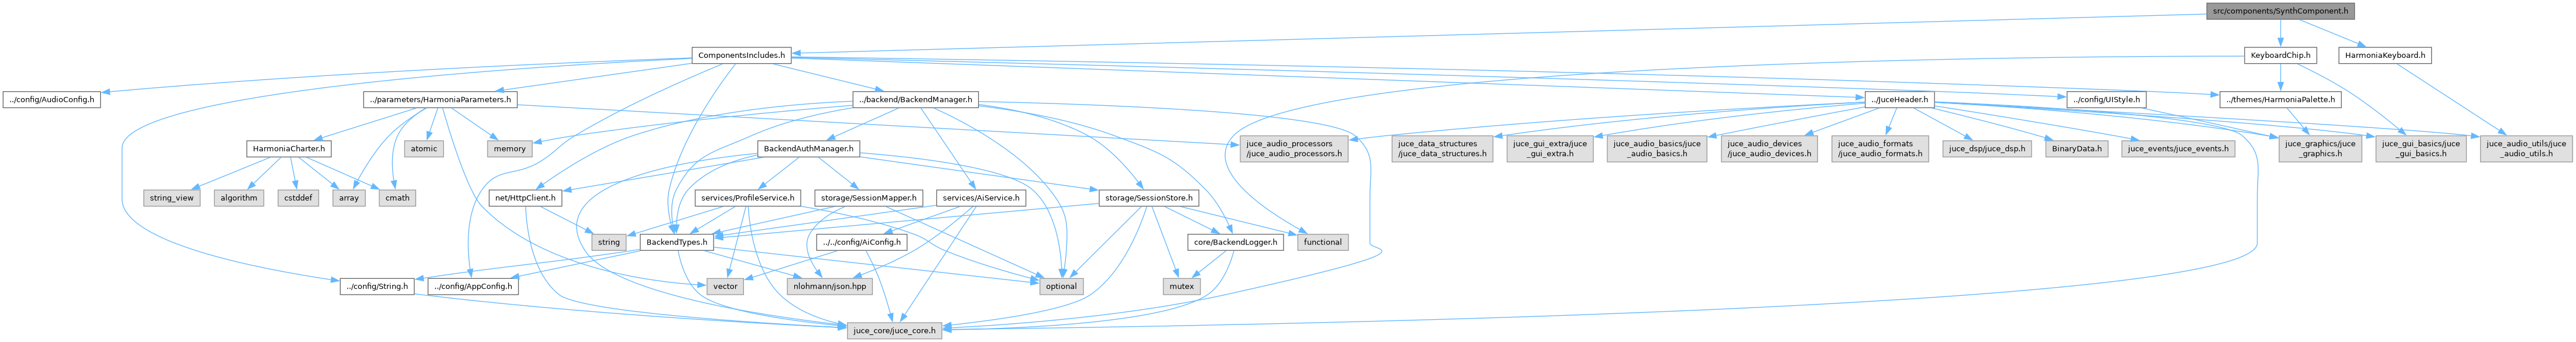 src/components/SynthComponent.h
ComponentsIncludes.h
KeyboardChip.h
HarmoniaKeyboard.h
../config/AudioConfig.h
../parameters/HarmoniaParameters.h
../backend/BackendManager.h
../JuceHeader.h
../config/UIStyle.h
../themes/HarmoniaPalette.h
HarmoniaCharter.h
atomic
memory
BackendAuthManager.h
juce_audio_processors
/juce_audio_processors.h
juce_data_structures
/juce_data_structures.h
juce_gui_extra/juce
_gui_extra.h
juce_audio_basics/juce
_audio_basics.h
juce_audio_devices
/juce_audio_devices.h
juce_audio_formats
/juce_audio_formats.h
juce_dsp/juce_dsp.h
BinaryData.h
juce_events/juce_events.h
juce_graphics/juce
_graphics.h
juce_gui_basics/juce
_gui_basics.h
juce_audio_utils/juce
_audio_utils.h
string_view
algorithm
cstddef
array
cmath
net/HttpClient.h
services/ProfileService.h
storage/SessionMapper.h
services/AiService.h
storage/SessionStore.h
string
BackendTypes.h
../../config/AiConfig.h
core/BackendLogger.h
functional
../config/String.h
../config/AppConfig.h
vector
nlohmann/json.hpp
optional
mutex
juce_core/juce_core.h